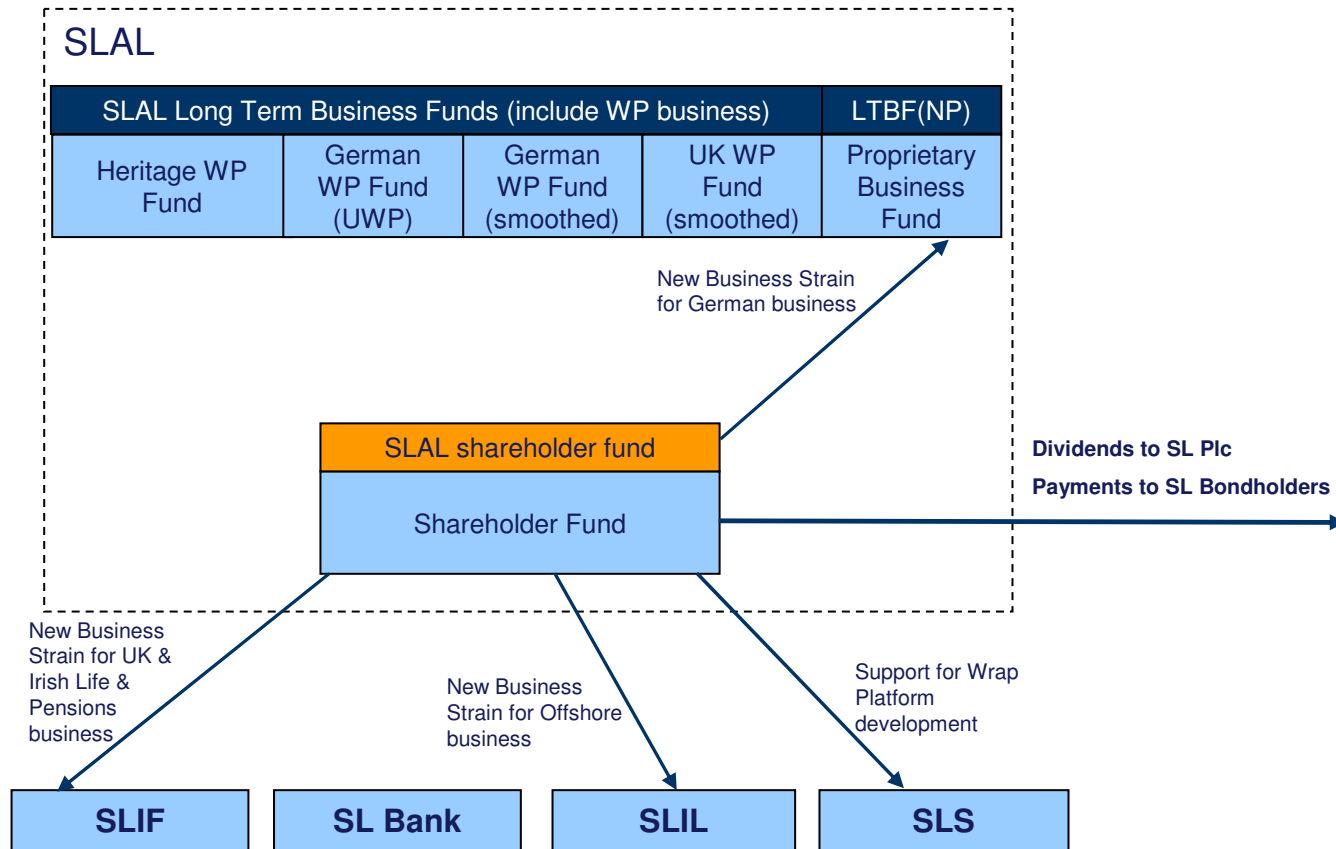 SLAL
SLAL Long Term Business Funds (include WP business)
LTBF(NP)
Heritage WP
Fund
German
WP Fund
(UWP)
German
WP Fund
(smoothed)
UK WP
Fund
(smoothed)
Proprietary
Business
Fund
New Business Strain
for German business
SLAL shareholder fund
Shareholder Fund
Dividends to SL Plc
Payments to SL Bondholders
New Business
Strain for UK &
Irish Life &
Pensions
business
New Business
Strain for Offshore
business
Support for Wrap
Platform
development
SLIF
SL Bank
SLIL
SLS